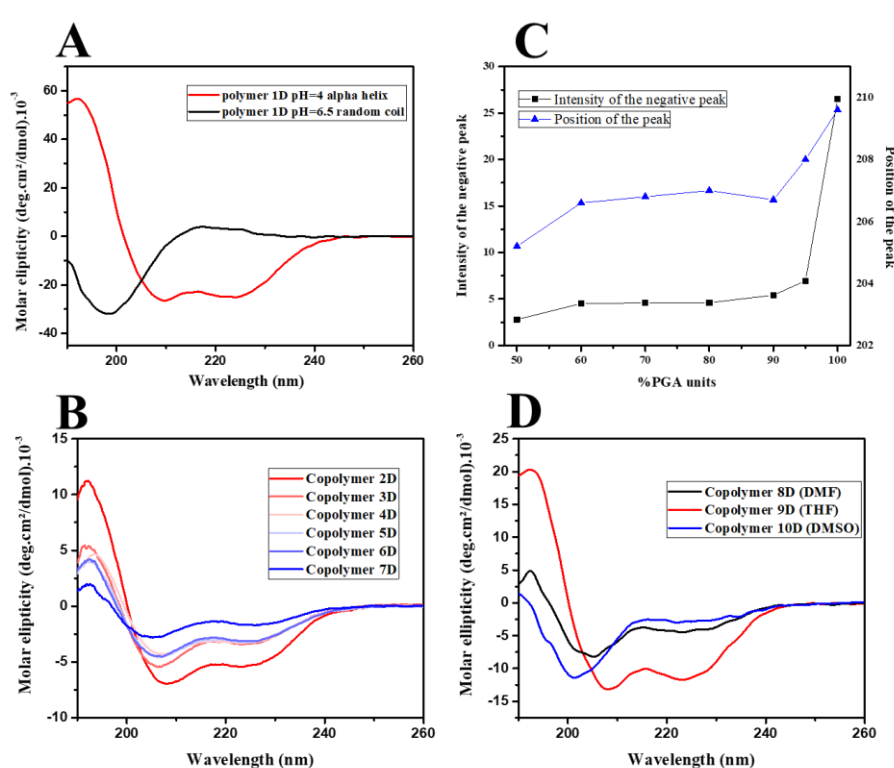 A
Molar elipticity (deg.cm²/dmol).10⁻³
60
40
20
0
-20
-40
polymer 1D pH=4 alpha helix
polymer 1D pH=6.5 random coil
200
220
240
260
Wavelength (nm)
C
Intensity of the negative peak
30
25
20
15
10
5
0
Intensity of the negative peak
Position of the peak
210
208
206
204
202
Position of the peak
50
60
70
80
90
100
%PGA units
B
Molar elipticity (deg.cm²/dmol).10⁻³
15
10
5
0
-5
-10
Copolymer 2D
Copolymer 3D
Copolymer 4D
Copolymer 5D
Copolymer 6D
Copolymer 7D
200
220
240
260
Wavelength (nm)
D
Molar elipticity (deg.cm²/dmol).10⁻³
25
20
15
10
5
0
-5
-10
-15
Copolymer 8D (DMF)
Copolymer 9D (THF)
Copolymer 10D (DMSO)
200
220
240
260
Wavelength (nm)